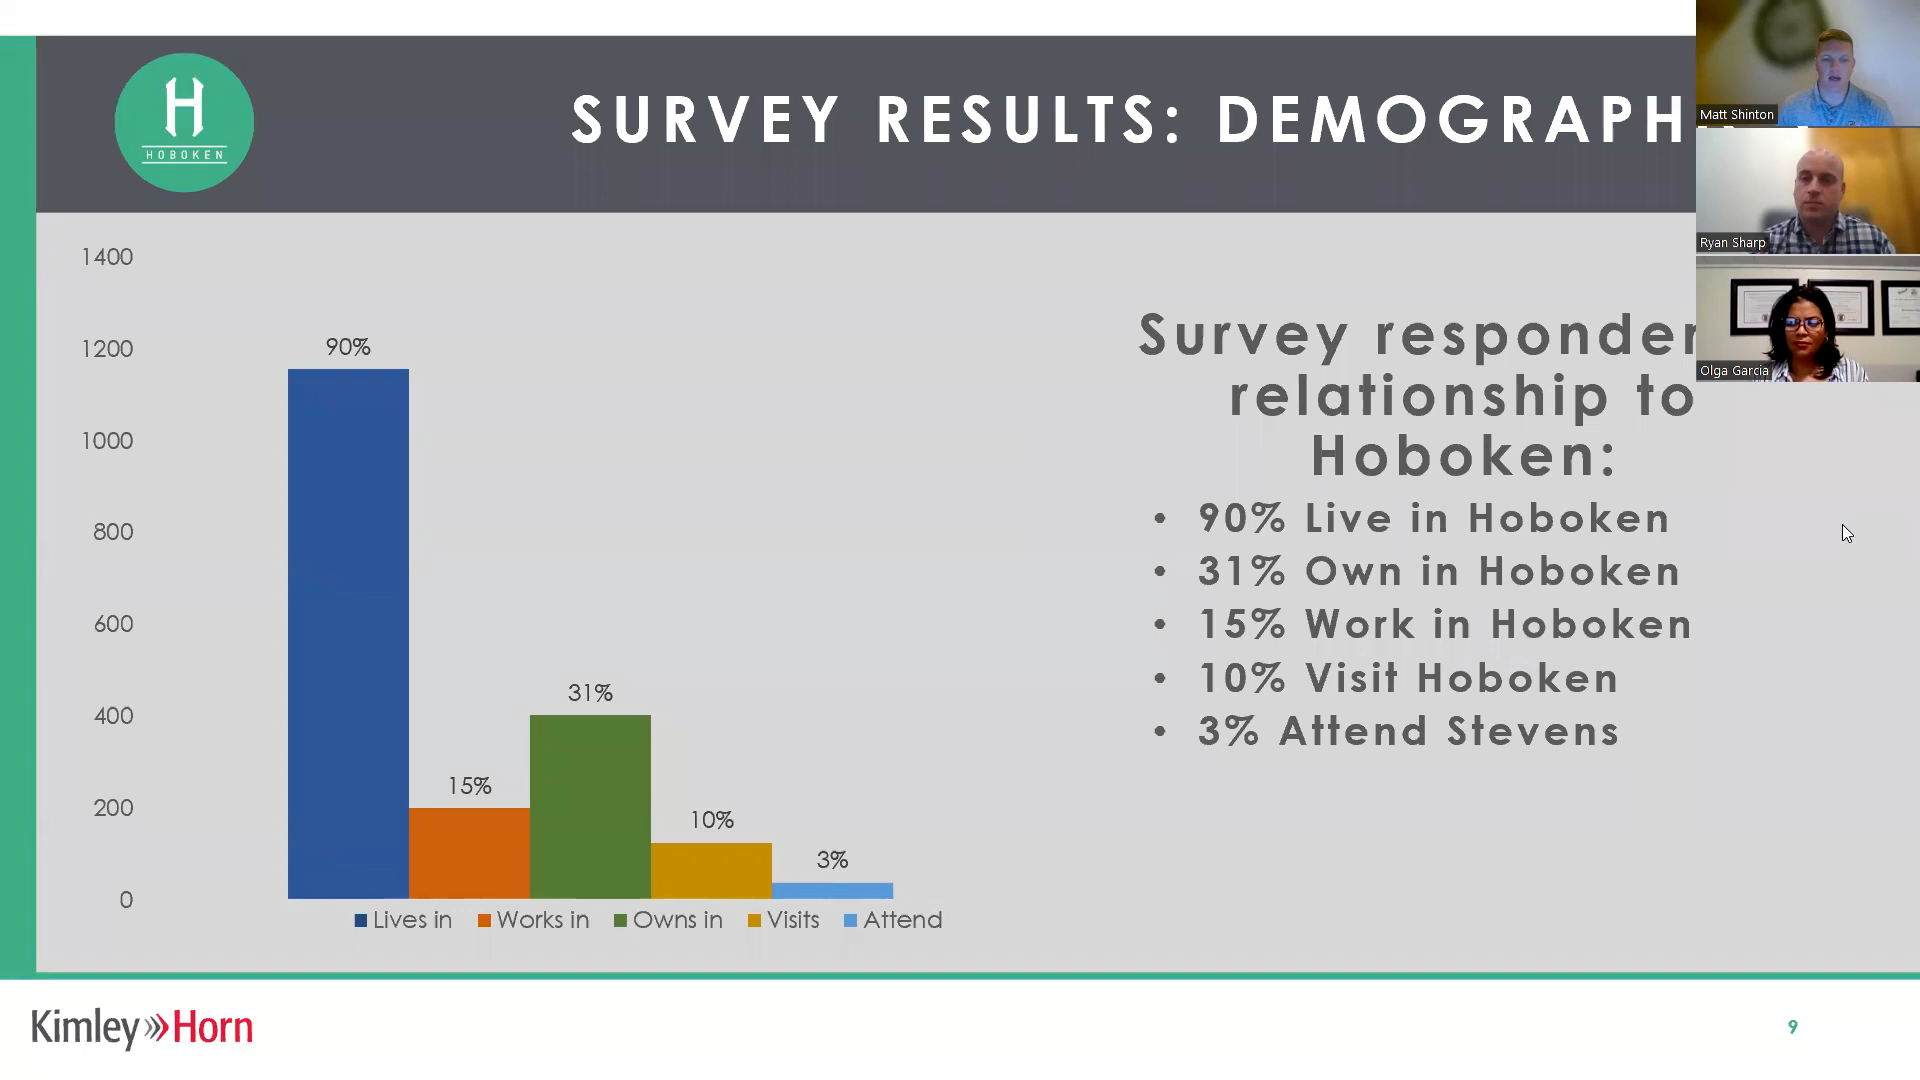 H
HOBOKEN
SURVEY RESULTS: DEMOGRAPH
Matt Shinton
Ryan Sharp
Olga Garcia
1400
1200
1000
800
600
400
200
0
90%
15%
31%
10%
3%
Lives in Works in Owns in Visits Attend
Survey responden
relationship to
Hoboken:
• 90% Live in Hoboken
• 31% Own in Hoboken
• 15% Work in Hoboken
• 10% Visit Hoboken
• 3% Attend Stevens
Kimley»Horn
9